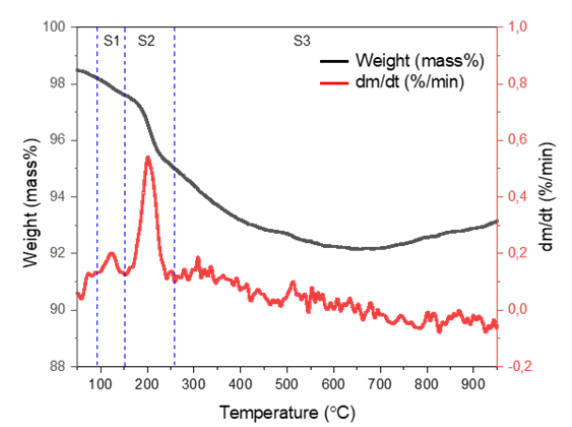 S1 S2 S3
Weight (mass%)
dm/dt (%/min)
100
98
96
94
92
90
88
Weight (mass%)
1,0
0,8
0,6
0,4
0,2
0,0
-0,2
dm/dt (%/min)
100 200 300 400 500 600 700 800 900
Temperature (°C)